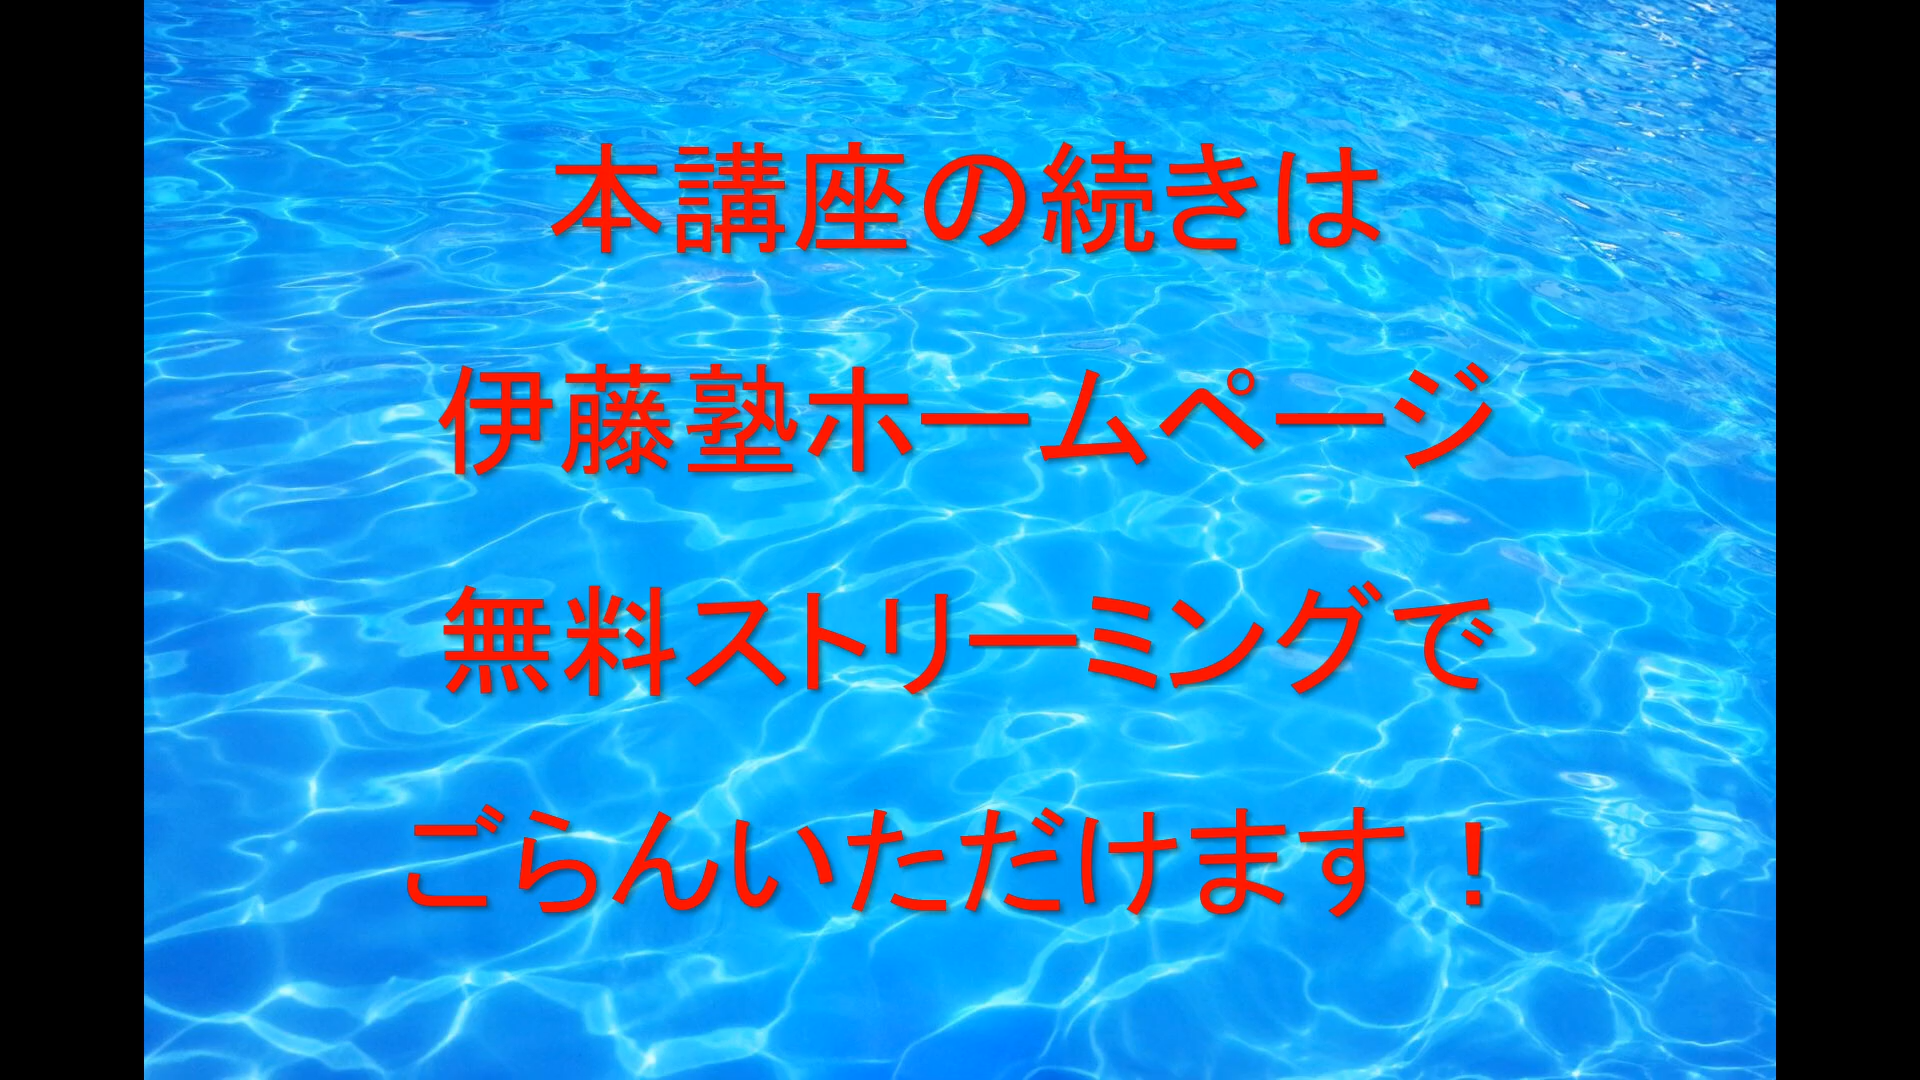 本講座の続きは
伊藤塾ホームページ
無料ストリーミングで
ごらんいただけます！